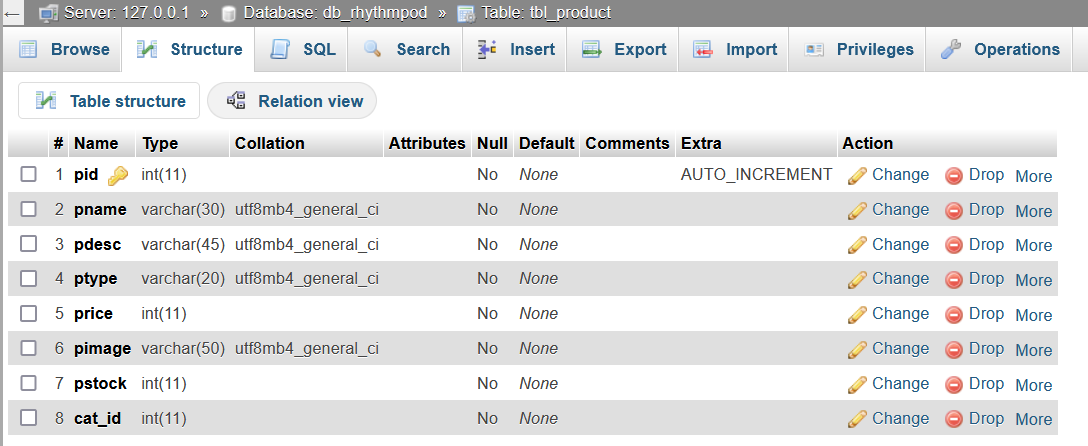 ← Server: 127.0.0.1 » Database: db_rhythmpod » Table: tbl_product
Browse Structure SQL Search Insert Export Import Privileges Operations
Table structure Relation view
# Name Type Collation Attributes Null Default Comments Extra Action
1 pid int(11) No None AUTO_INCREMENT Change Drop More
2 pname varchar(30) utf8mb4_general_ci No None Change Drop More
3 pdesc varchar(45) utf8mb4_general_ci No None Change Drop More
4 ptype varchar(20) utf8mb4_general_ci No None Change Drop More
5 price int(11) No None Change Drop More
6 pimage varchar(50) utf8mb4_general_ci No None Change Drop More
7 pstock int(11) No None Change Drop More
8 cat_id int(11) No None Change Drop More